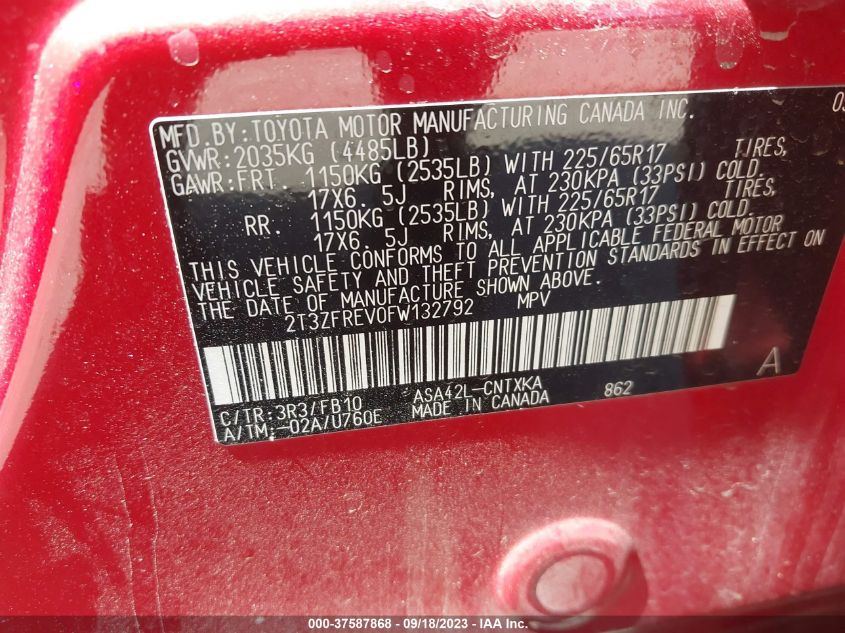 MFD.BY:TOYOTA MOTOR MANUFACTURING CANADA INC.
GVWR:2035KG (4485LB)
GAWR:FRT. 1150KG (2535LB) WITH 225/65R17 TIRES,
17X6. 5J RIMS, AT 230KPA (33PSI) COLD.
RR. 1150KG (2535LB) WITH 225/65R17 TIRES,
17X6. 5J RIMS, AT 230KPA (33PSI) COLD.
THIS VEHICLE CONFORMS TO ALL APPLICABLE FEDERAL MOTOR
VEHICLE SAFETY AND THEFT PREVENTION STANDARDS IN EFFECT ON
THE DATE OF MANUFACTURE SHOWN ABOVE.
2T3ZFREV0FW132792 MPV
A
C/TR:3R3/FB10 ASA42L-CNTXKA 862
A/TM:-02A/U760E MADE IN CANADA
000-37587868 - 09/18/2023 - IAA Inc.